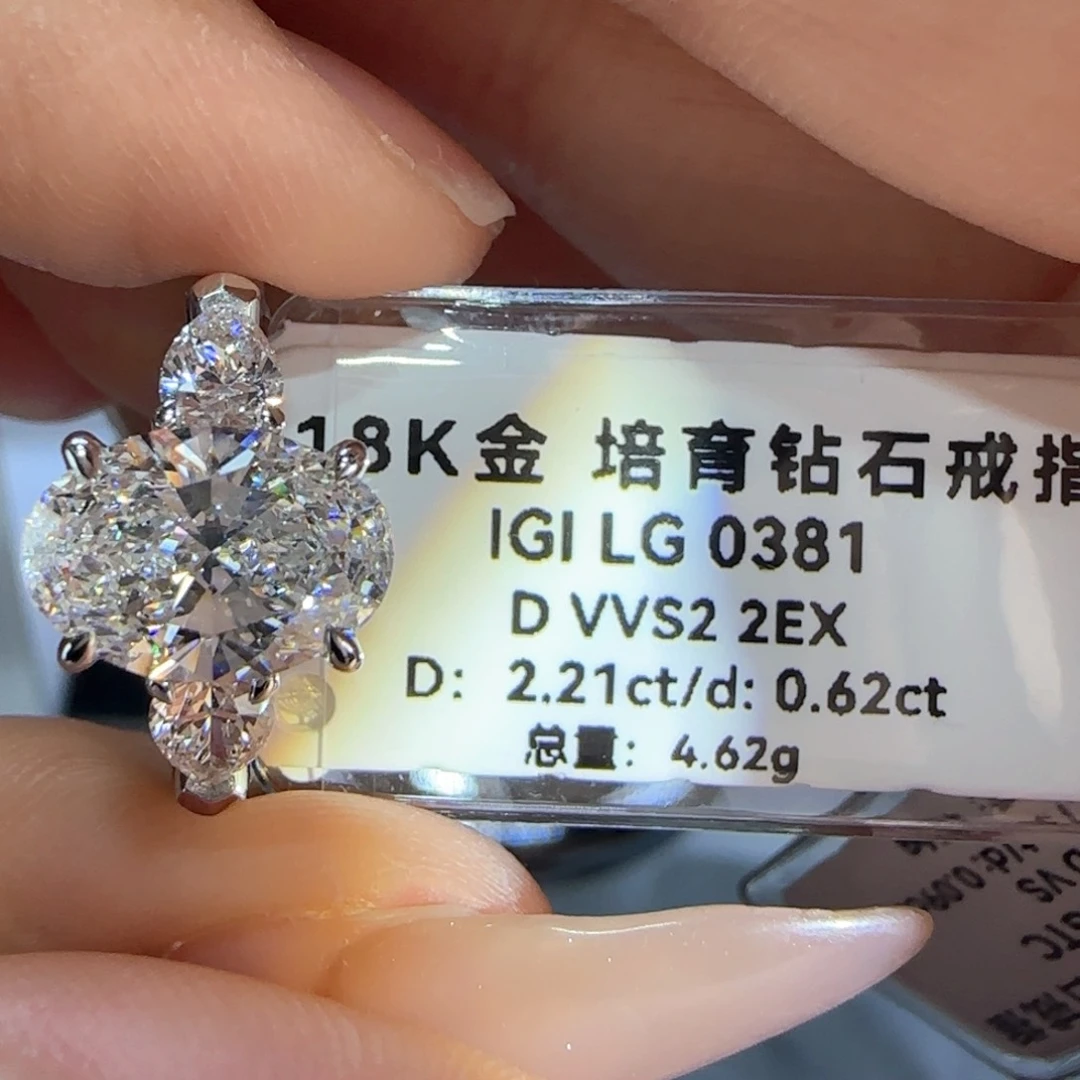 18K金 培育钻石戒指
IGI LG 0381
D VVS2 2EX
D: 2.21ct/d: 0.62ct
总重: 4.62g